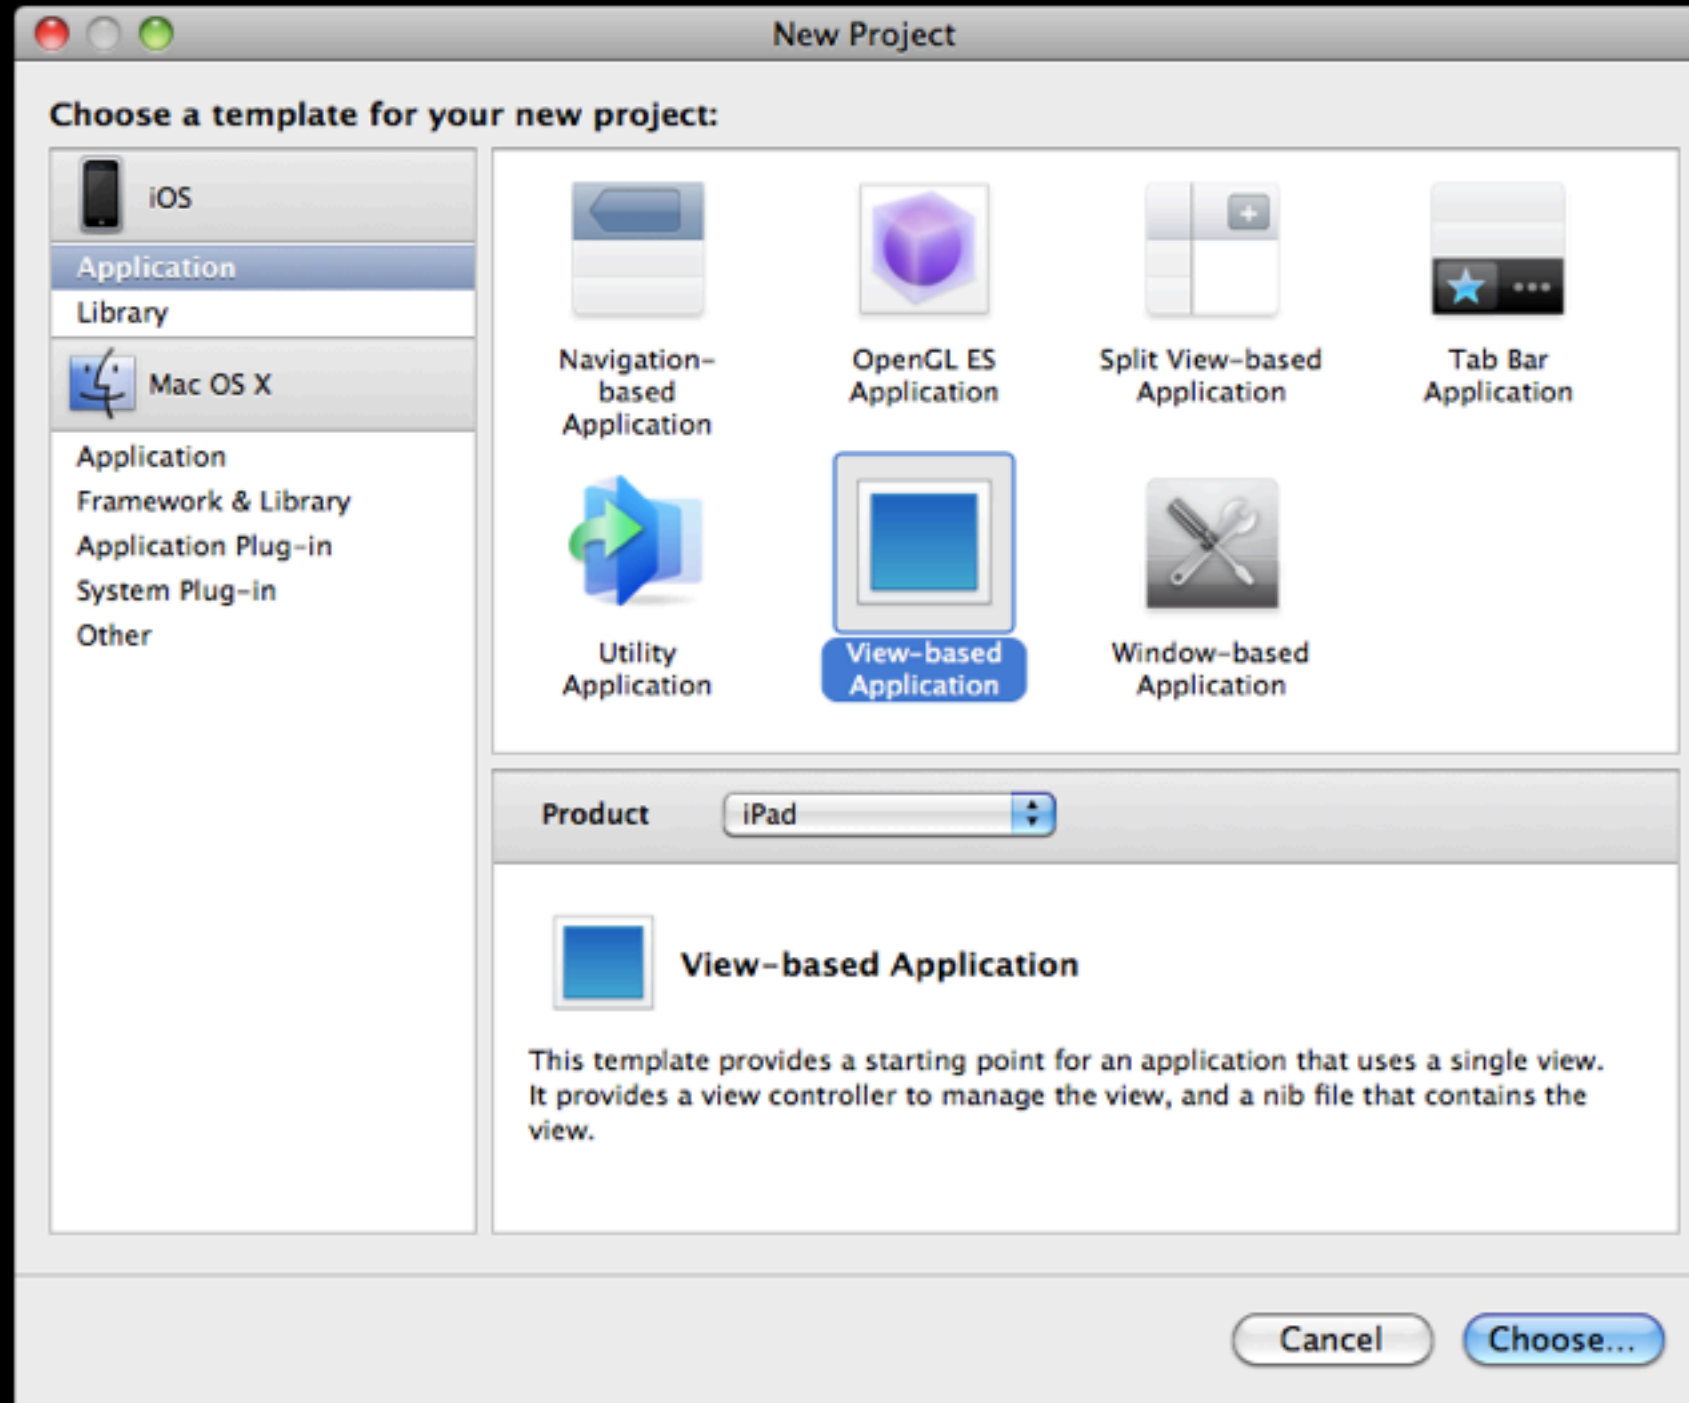 New Project
Choose a template for your new project:
iOS
Application
Library
Mac OS X
Application
Framework & Library
Application Plug-in
System Plug-in
Other
Navigation-
based
Application
OpenGL ES
Application
Split View-based
Application
Tab Bar
Application
Utility
Application
View-based
Application
Window-based
Application
Product
iPad
View-based Application
This template provides a starting point for an application that uses a single view.
It provides a view controller to manage the view, and a nib file that contains the
view.
Cancel
Choose...